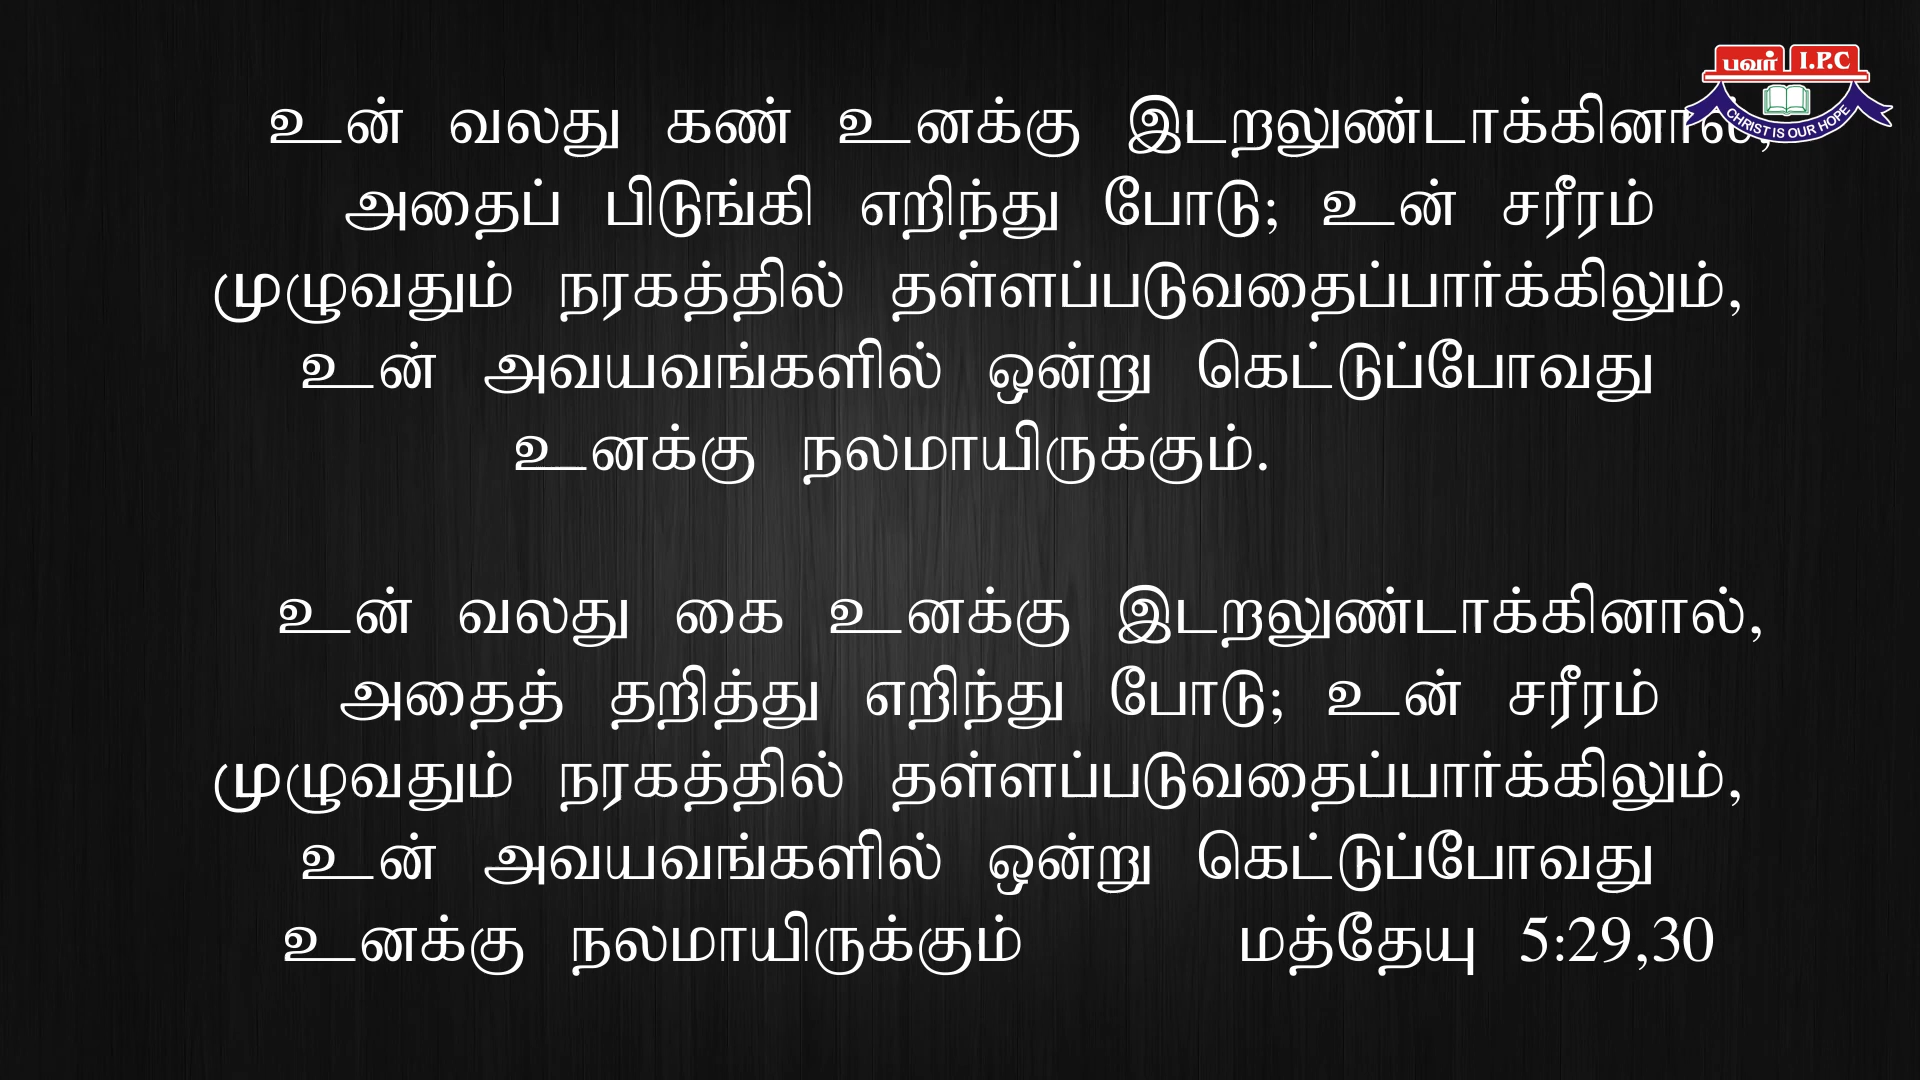 பவர் I.P.C
CHRIST IS OUR HOPE
உன் வலது கண் உனக்கு இடறலுண்டாக்கினால்,
அதைப் பிடுங்கி எறிந்து போடு; உன் சரீரம்
முழுவதும் நரகத்தில் தள்ளப்படுவதைப்பார்க்கிலும்,
உன் அவயவங்களில் ஒன்று கெட்டுப்போவது
உனக்கு நலமாயிருக்கும்.
உன் வலது கை உனக்கு இடறலுண்டாக்கினால்,
அதைத் தறித்து எறிந்து போடு; உன் சரீரம்
முழுவதும் நரகத்தில் தள்ளப்படுவதைப்பார்க்கிலும்,
உன் அவயவங்களில் ஒன்று கெட்டுப்போவது
உனக்கு நலமாயிருக்கும் மத்தேயு 5:29,30